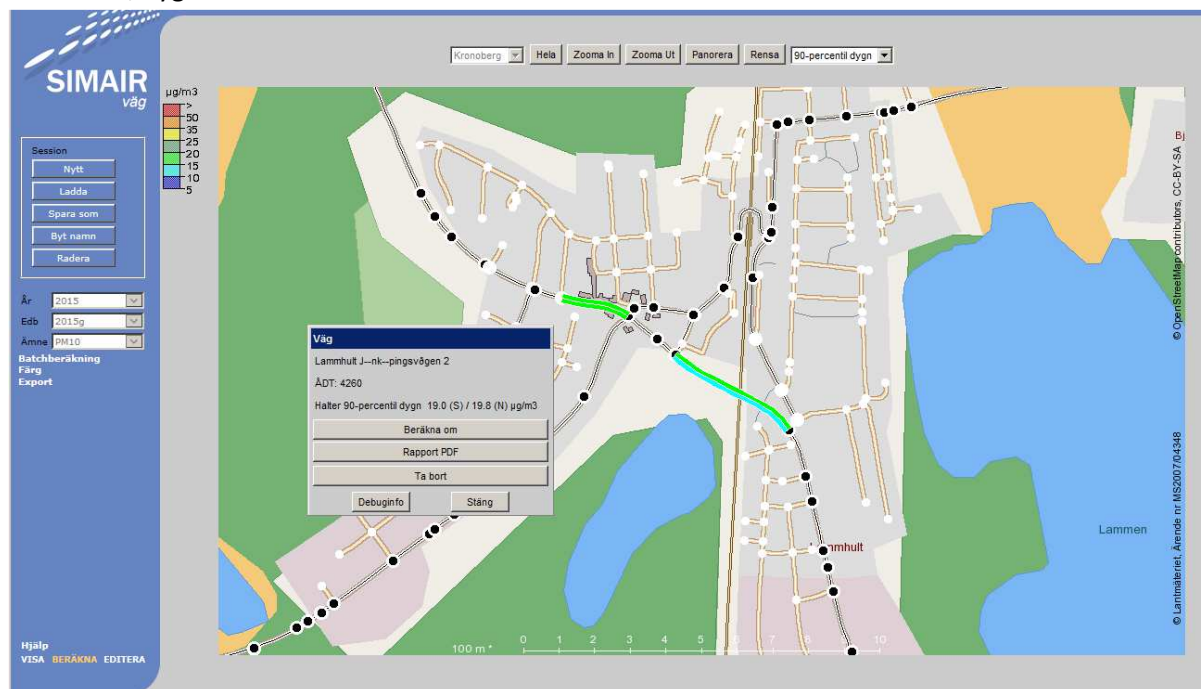 SIMAIR
väg
Session
Nytt
Ladda
Spara som
Byt namn
Radera
År 2015
Edb 2015g
Ämne PM10
Batchberäkning
Färg
Export
Hjälp
VISA BERÄKNA EDITERA
Kronoberg Hela Zooma In Zooma Ut Panorera Rensa 90-percentil dygn
µg/m3
>
50
35
25
20
15
10
5
Väg
Lammhult J--nk--pingsvågen 2
ÅDT: 4260
Halter 90-percentil dygn 19.0 (S) / 19.8 (N) µg/m3
Beräkna om
Rapport PDF
Ta bort
Debuginfo Stäng
Bj
Lammen
100 m * 0 1 2 3 4 5 6 7 8 9 10
© OpenStreetMap contributors, CC-BY-SA
© Lantmäteriet, Ärende nr MS2007/04348